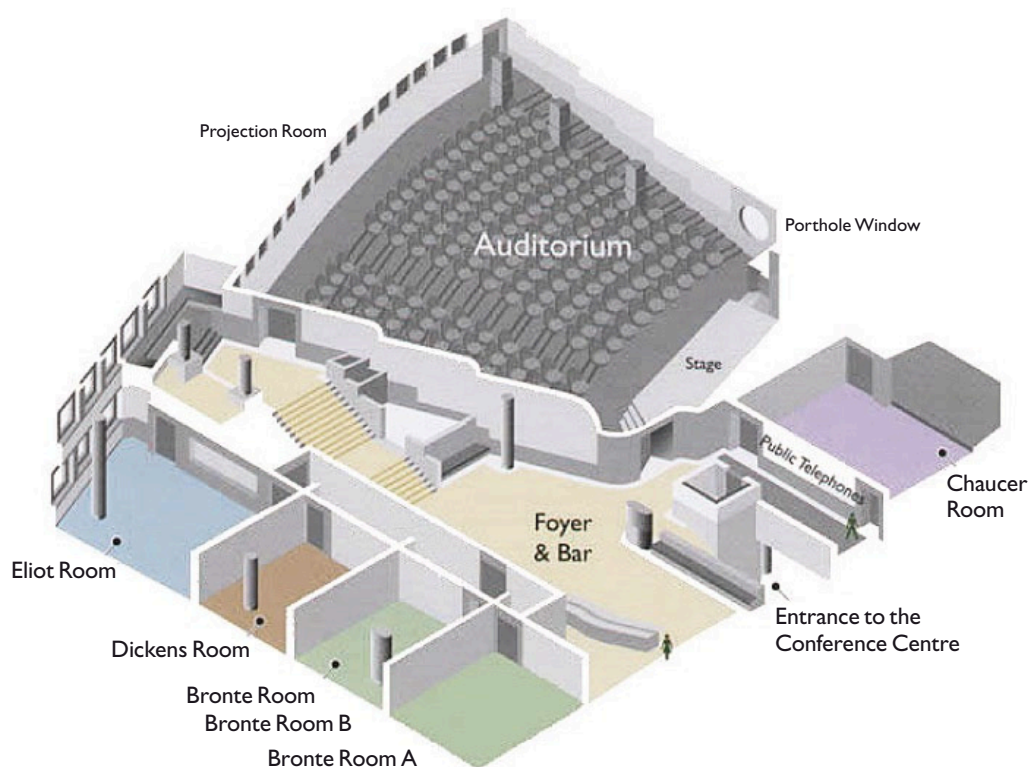 Projection Room
Porthole Window
Auditorium
Stage
Public Telephones
Chaucer
Room
Foyer
& Bar
Eliot Room
Entrance to the
Conference Centre
Dickens Room
Bronte Room
Bronte Room B
Bronte Room A